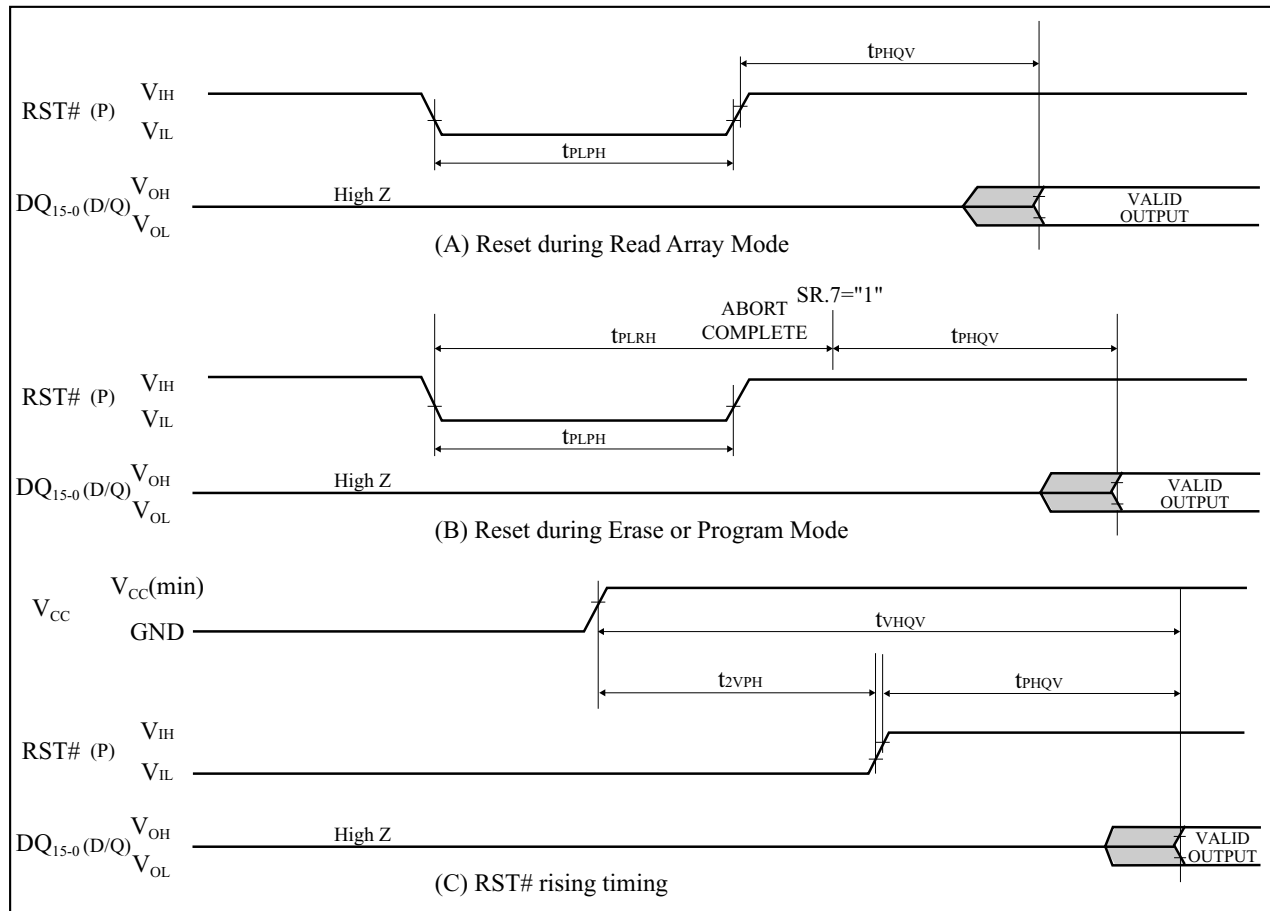 tPHQV
RST# (P)
VIH
VIL
tPLPH
DQ15-0 (D/Q)
VOH
VOL
High Z
VALID
OUTPUT
(A) Reset during Read Array Mode
SR.7="1"
ABORT
COMPLETE
tPLRH
tPHQV
RST# (P)
VIH
VIL
tPLPH
DQ15-0 (D/Q)
VOH
VOL
High Z
VALID
OUTPUT
(B) Reset during Erase or Program Mode
VCC
VCC(min)
GND
tVHQV
t2VPH
tPHQV
RST# (P)
VIH
VIL
DQ15-0 (D/Q)
VOH
VOL
High Z
VALID
OUTPUT
(C) RST# rising timing